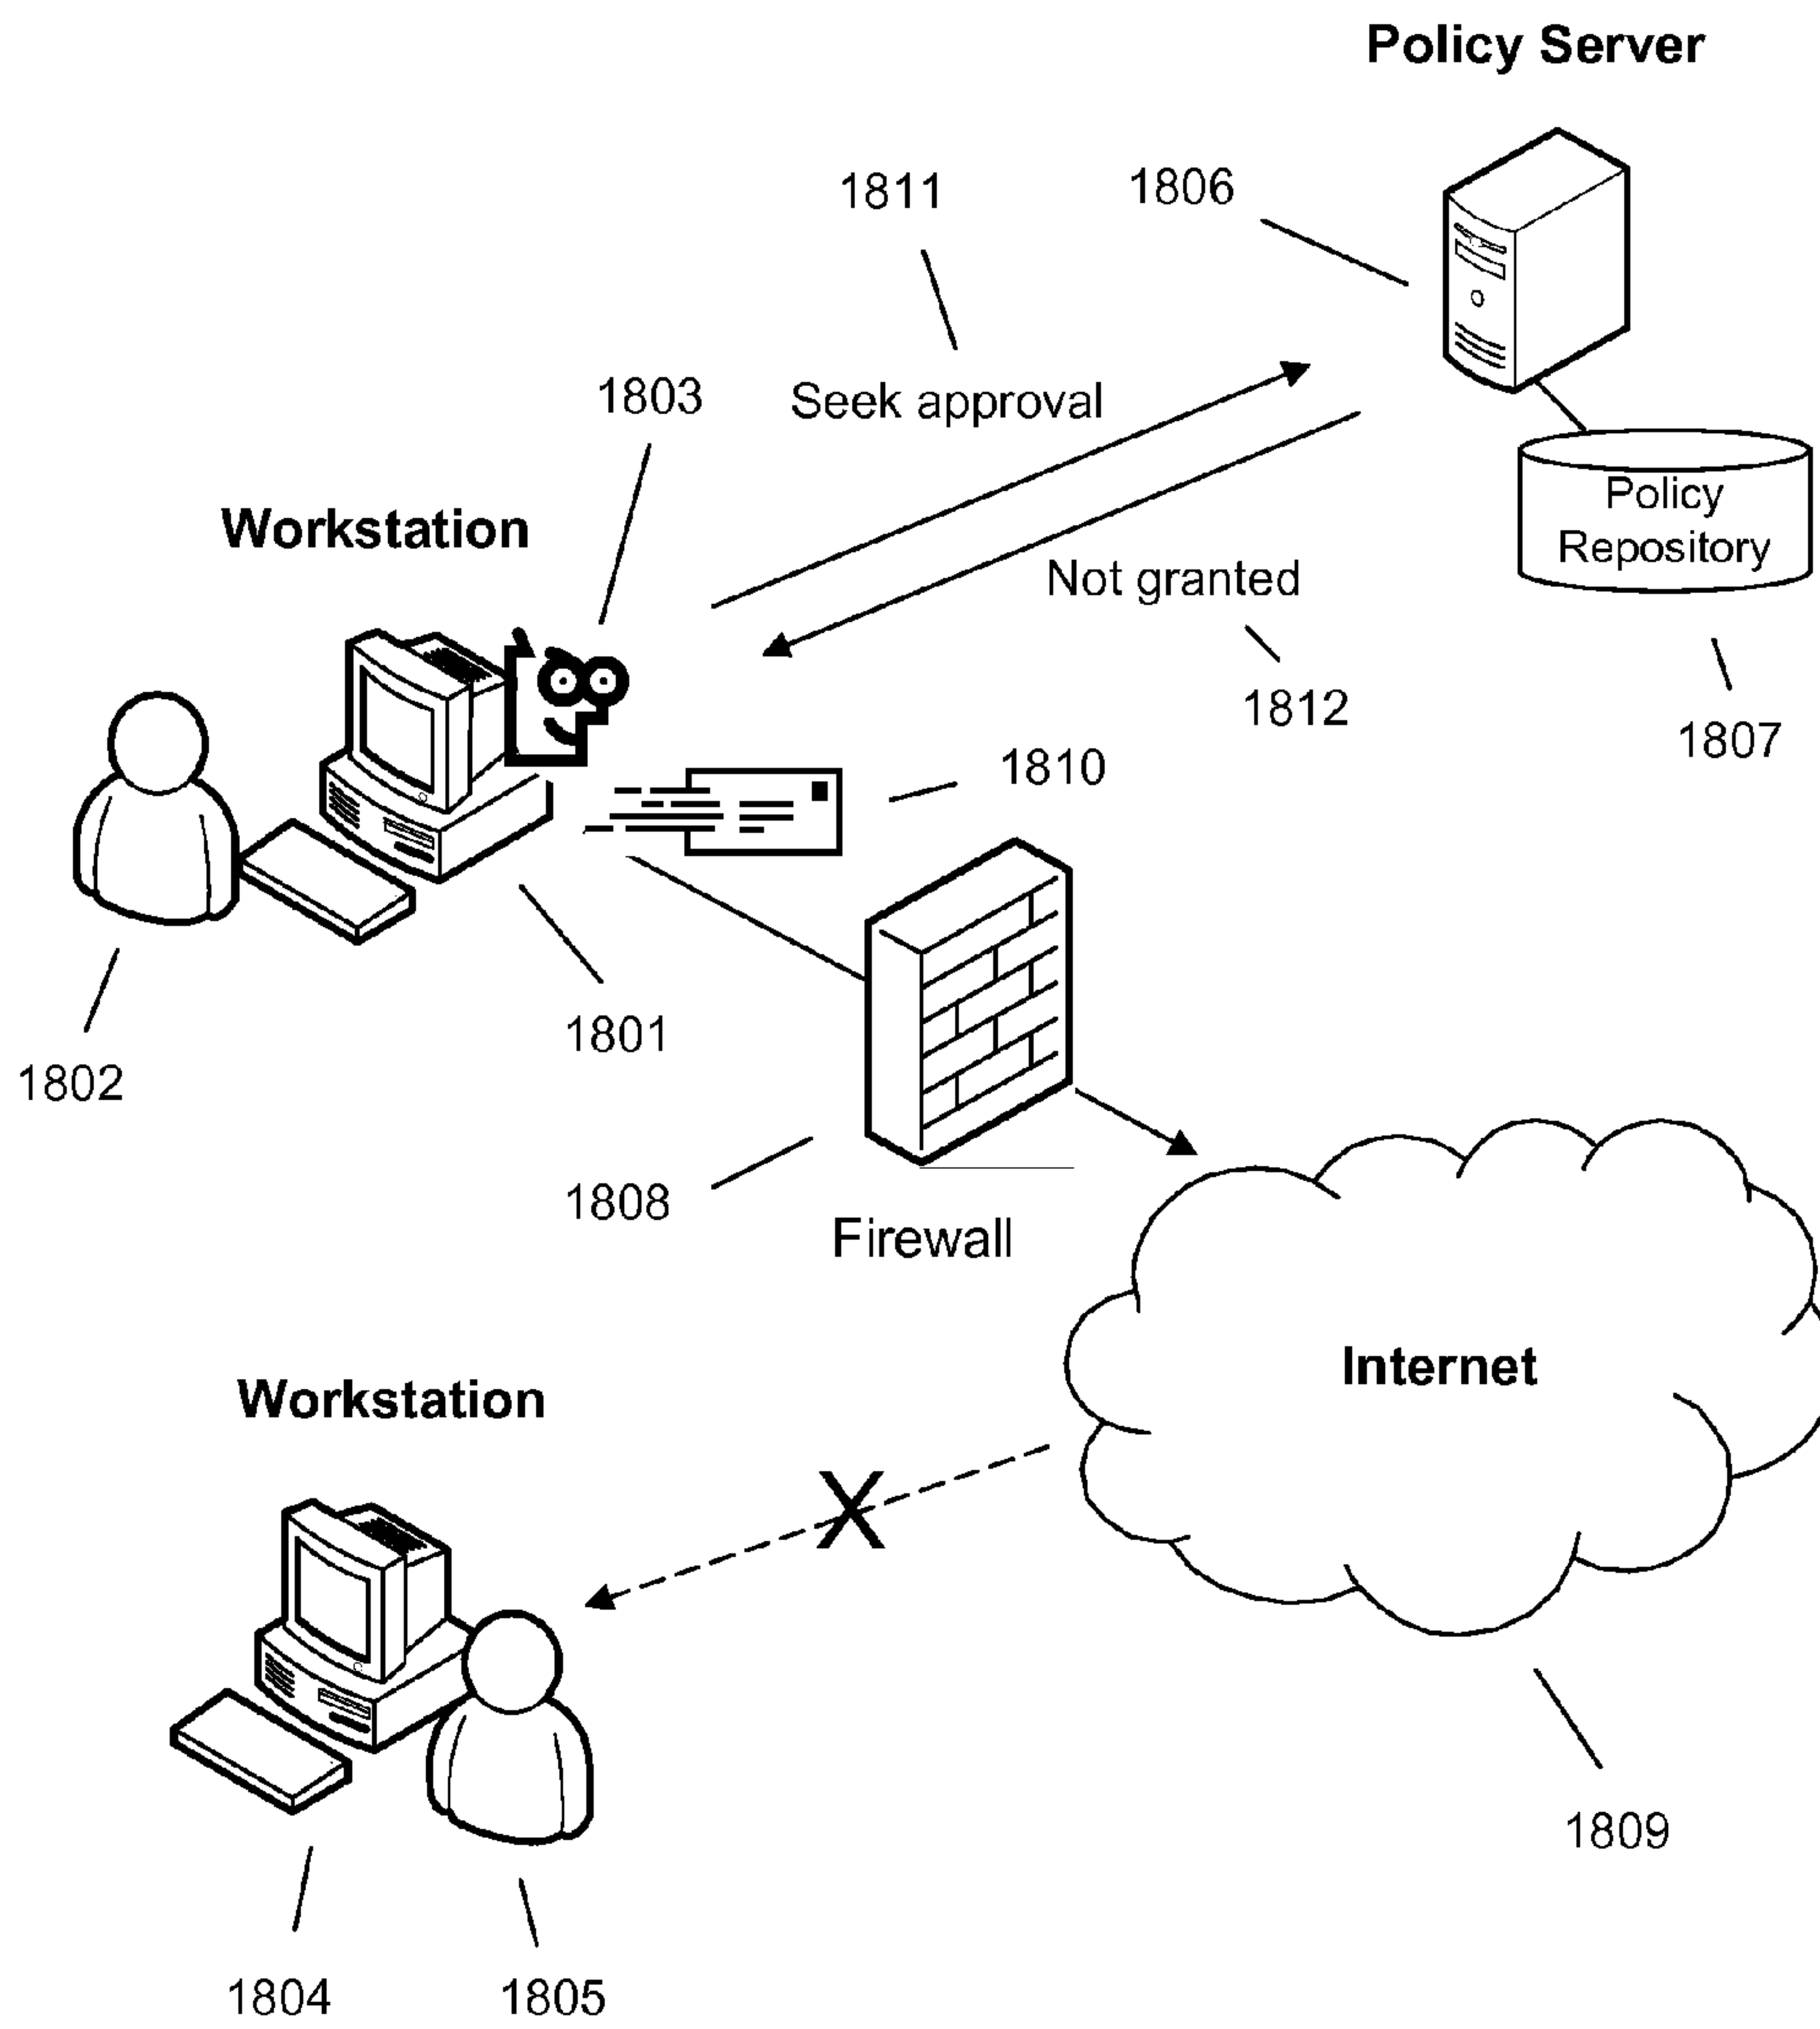 Policy Server
1811
1806
1803
Seek approval
Workstation
Policy
Repository
Not granted
1812
1807
1810
1801
1802
1808
Firewall
Internet
Workstation
1809
1804
1805